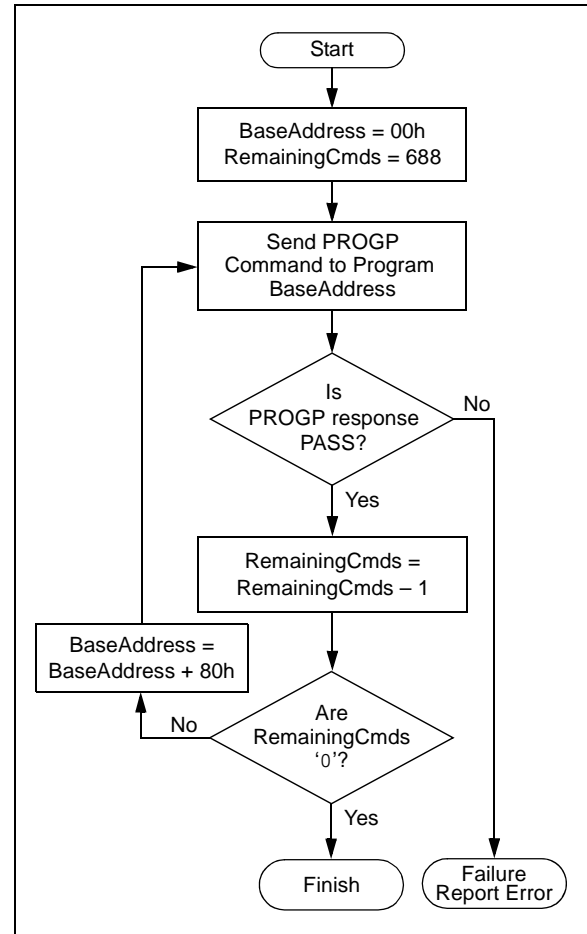 Start
BaseAddress = 00h
RemainingCmds = 688
Send PROGP
Command to Program
BaseAddress
Is
PROGP response
PASS?
No
Yes
RemainingCmds =
RemainingCmds – 1
BaseAddress =
BaseAddress + 80h
No
Are
RemainingCmds
‘0’?
Yes
Finish
Failure
Report Error